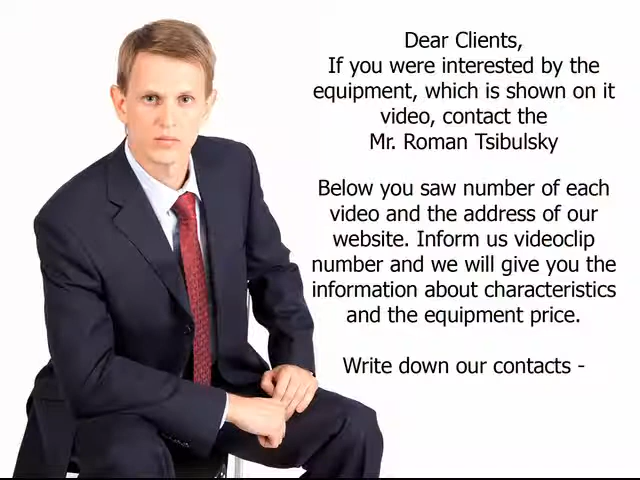 Dear Clients,
If you were interested by the
equipment, which is shown on it
video, contact the
Mr. Roman Tsibulsky
Below you saw number of each
video and the address of our
website. Inform us videoclip
number and we will give you the
information about characteristics
and the equipment price.
Write down our contacts -